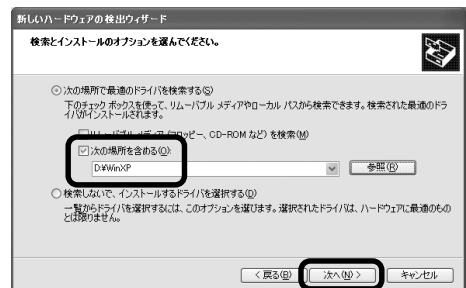 新しいハードウェアの検出ウィザード
検索とインストールのオプションを選んでください。
次の場所で最適のドライバを検索する(S)
下のチェック ボックスを使って、リムーバブル メディアやローカル パスから検索できます。検索された最適のドラ
イバがインストールされます。
リムーバブル メディア (フロッピー、CD-ROM など) を検索(M)
次の場所を含める(O):
D:¥WinXP
参照(R)
検索しないで、インストールするドライバを選択する(D)
一覧からドライバを選択するには、このオプションを選びます。選択されたドライバは、ハードウェアに最適のもの
とは限りません。
< 戻る(B)
次へ(N) >
キャンセル